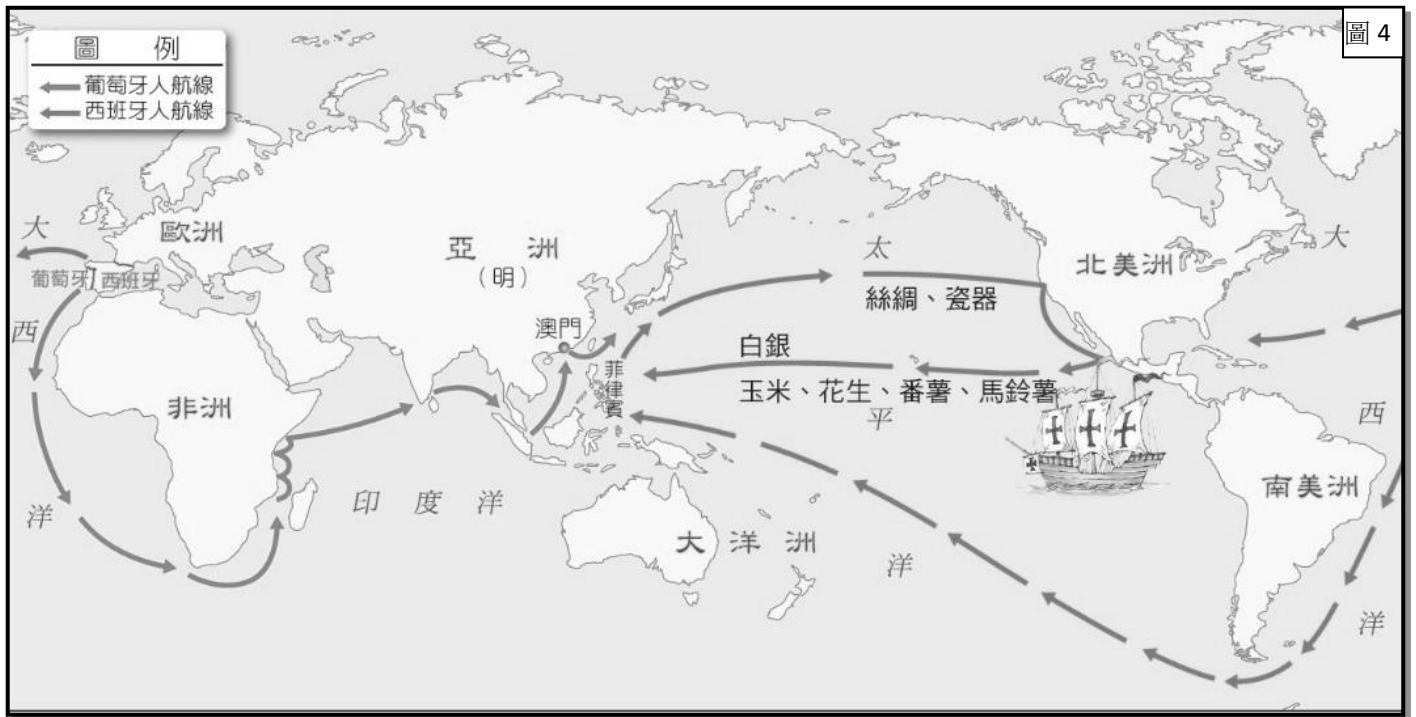 圖 4
圖 例
葡萄牙人航線
西班牙人航線
大
西
洋
歐洲
葡萄牙
西班牙
非洲
亞 洲
(明)
澳門
菲律賓
印 度 洋
太
平
洋
絲綢、瓷器
白銀
玉米、花生、番薯、馬鈴薯
大 洋 洲
北美洲
南美洲
大
西
洋